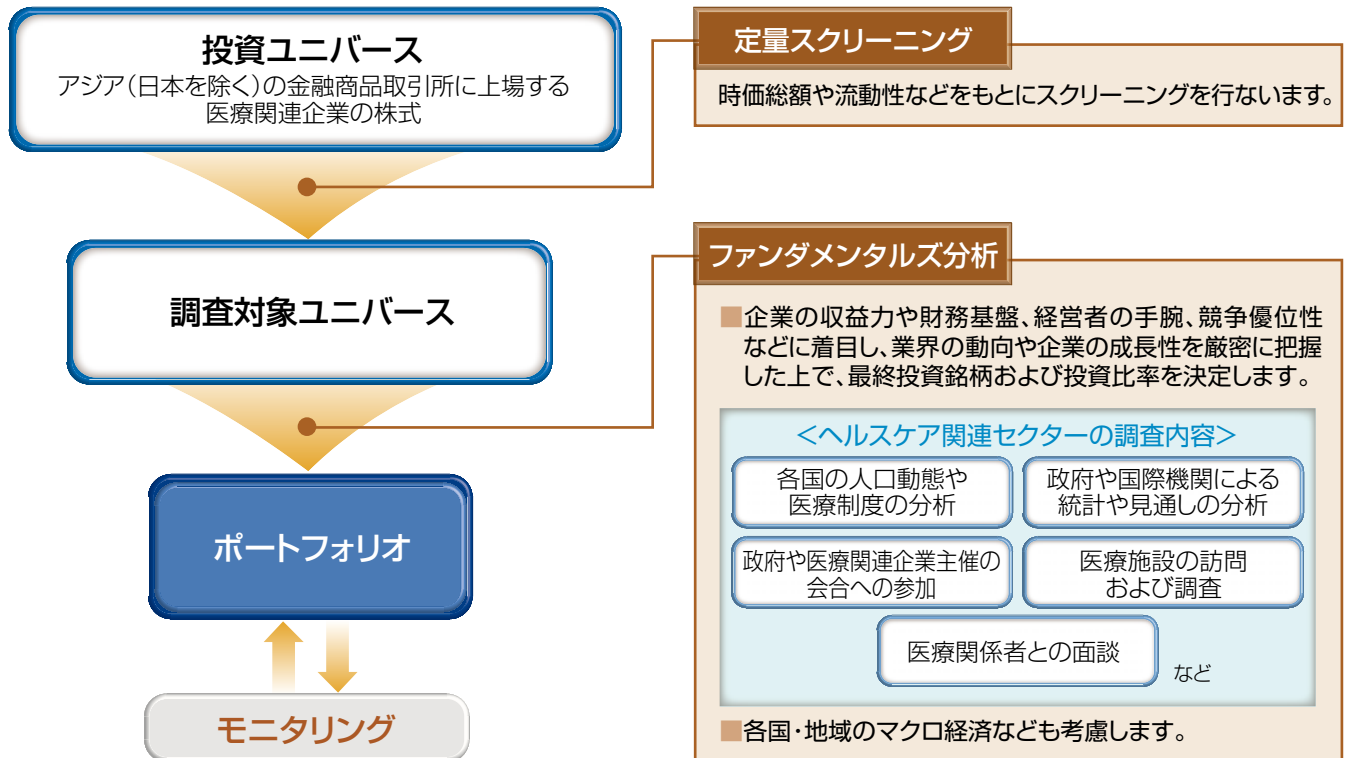 投資ユニバース
アジア(日本を除く)の金融商品取引所に上場する
医療関連企業の株式
定量スクリーニング
時価総額や流動性などをもとにスクリーニングを行ないます。
調査対象ユニバース
ファンダメンタルズ分析
■企業の収益力や財務基盤、経営者の手腕、競争優位性
などに着目し、業界の動向や企業の成長性を厳密に把握
した上で、最終投資銘柄および投資比率を決定します。
<ヘルスケア関連セクターの調査内容>
各国の人口動態や
医療制度の分析
政府や国際機関による
統計や見通しの分析
政府や医療関連企業主催の
会合への参加
医療施設の訪問
および調査
医療関係者との面談
など
■各国・地域のマクロ経済なども考慮します。
ポートフォリオ
モニタリング